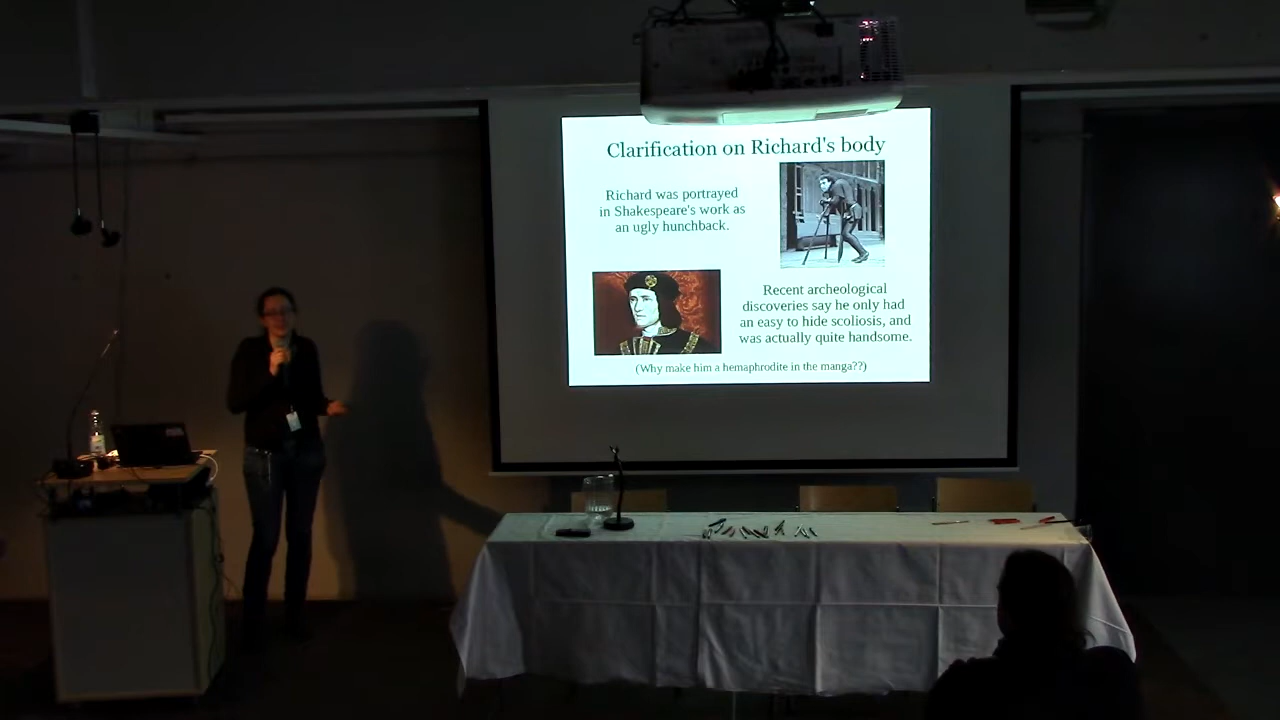 Clarification on Richard's body
Richard was portrayed
in Shakespeare's work as
an ugly hunchback.
Recent archeological
discoveries say he only had
an easy to hide scoliosis, and
was actually quite handsome.
(Why make him a hemaphrodite in the manga??)